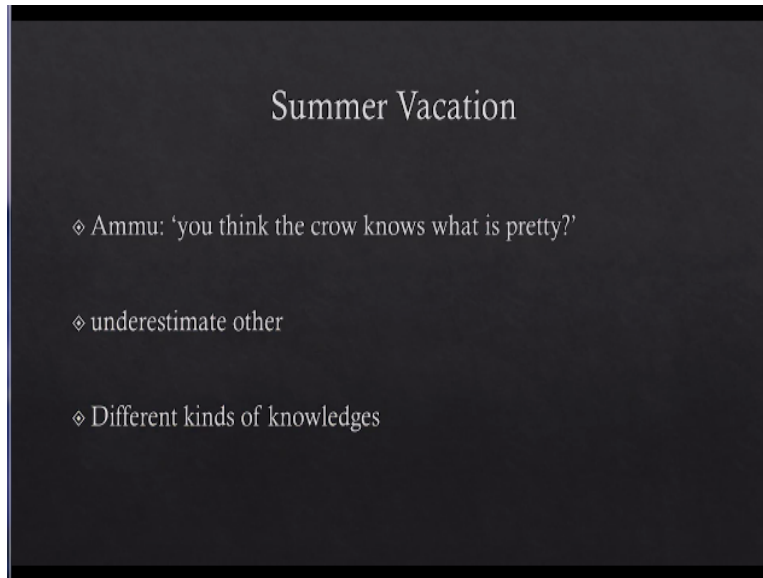 Summer Vacation
Ammu: ‘you think the crow knows what is pretty?’
underestimate other
Different kinds of knowledges